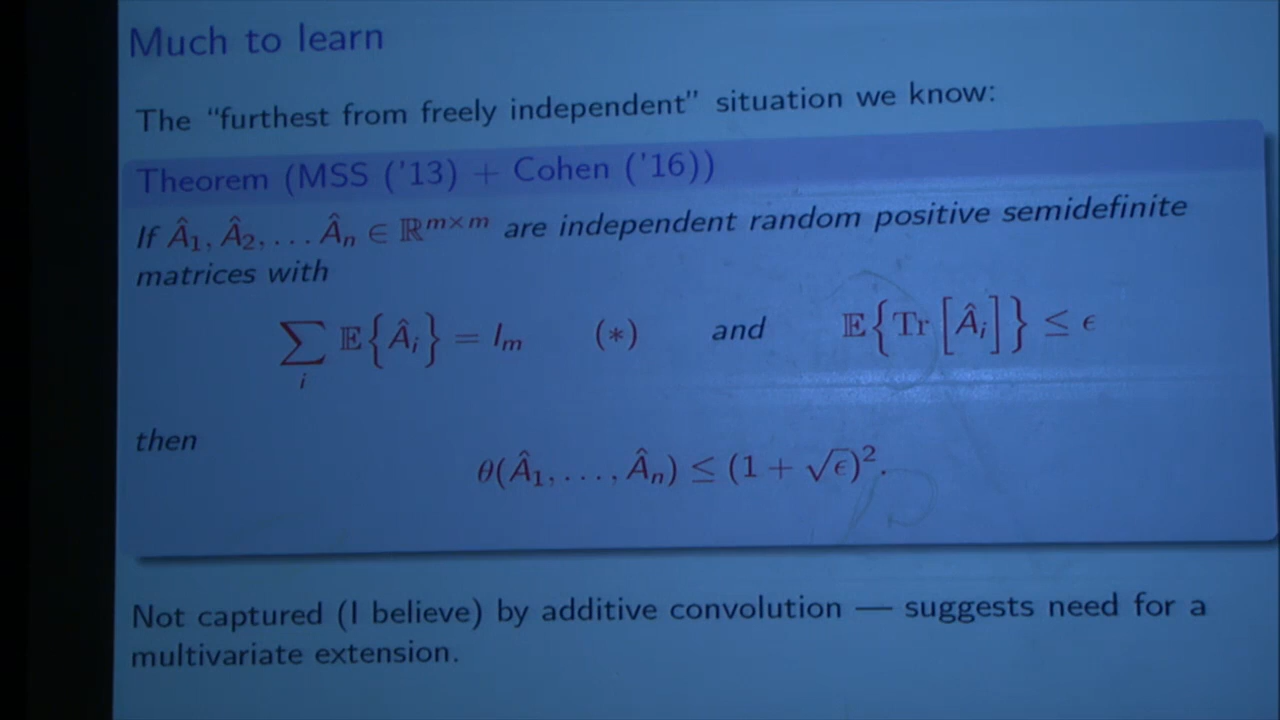 Much to learn
The “furthest from freely independent” situation we know:
Theorem (MSS ('13) + Cohen ('16))
If Â₁, Â₂, … Âₙ ∈ ℝ^{m×m} are independent random positive semidefinite
matrices with
∑_i 𝔼{Âᵢ} = I_m (∗) and 𝔼{Tr[Âᵢ]} ≤ ϵ
then
θ(Â₁, …, Âₙ) ≤ (1 + √ϵ)².
Not captured (I believe) by additive convolution — suggests need for a
multivariate extension.